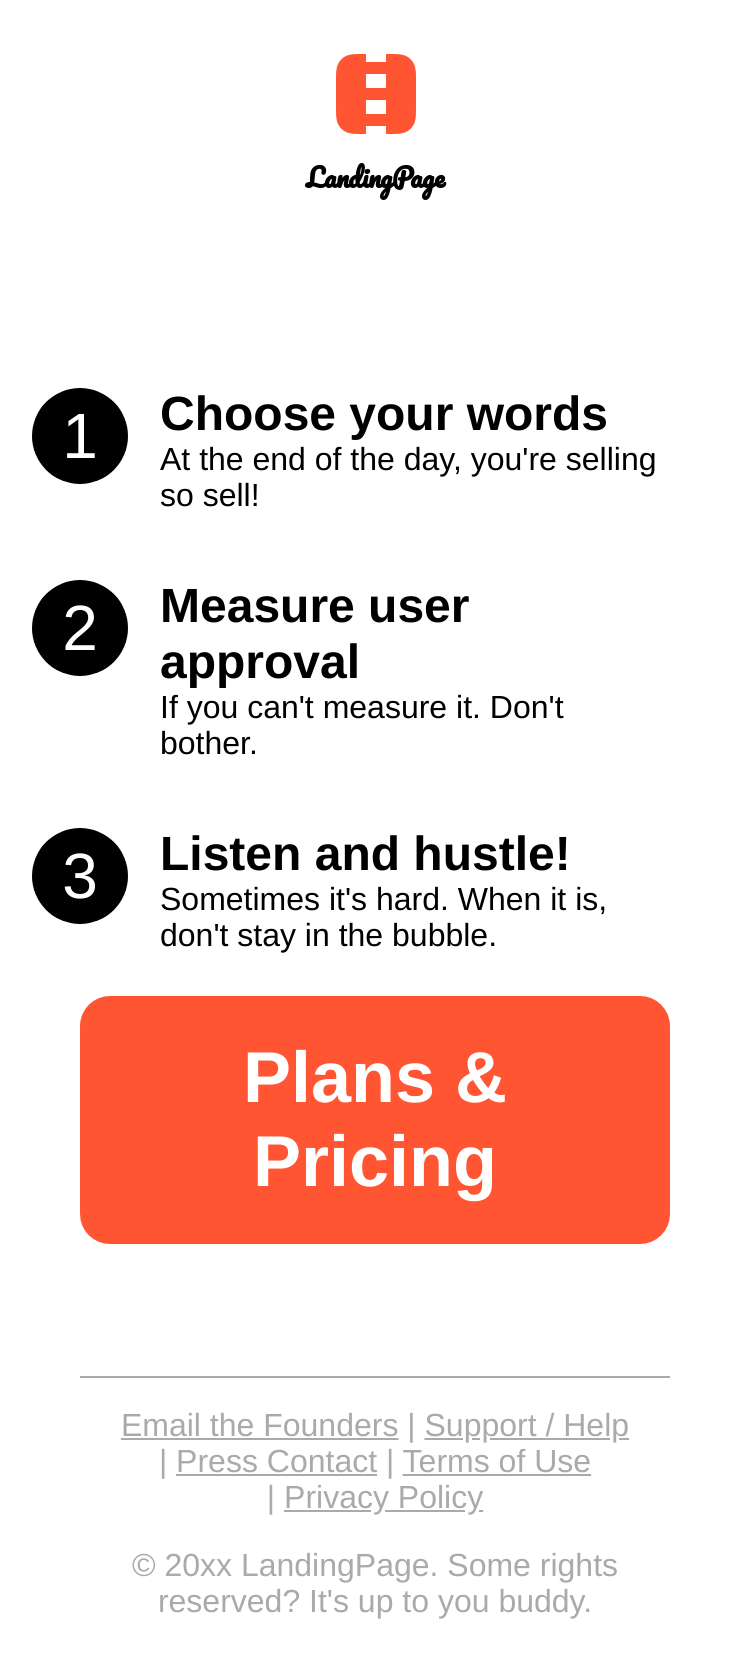 LandingPage
1
Choose your words
At the end of the day, you're selling
so sell!
2
Measure user
approval
If you can't measure it. Don't
bother.
3
Listen and hustle!
Sometimes it's hard. When it is,
don't stay in the bubble.
Plans &
Pricing
Email the Founders | Support / Help
| Press Contact | Terms of Use
| Privacy Policy
© 20xx LandingPage. Some rights
reserved? It's up to you buddy.